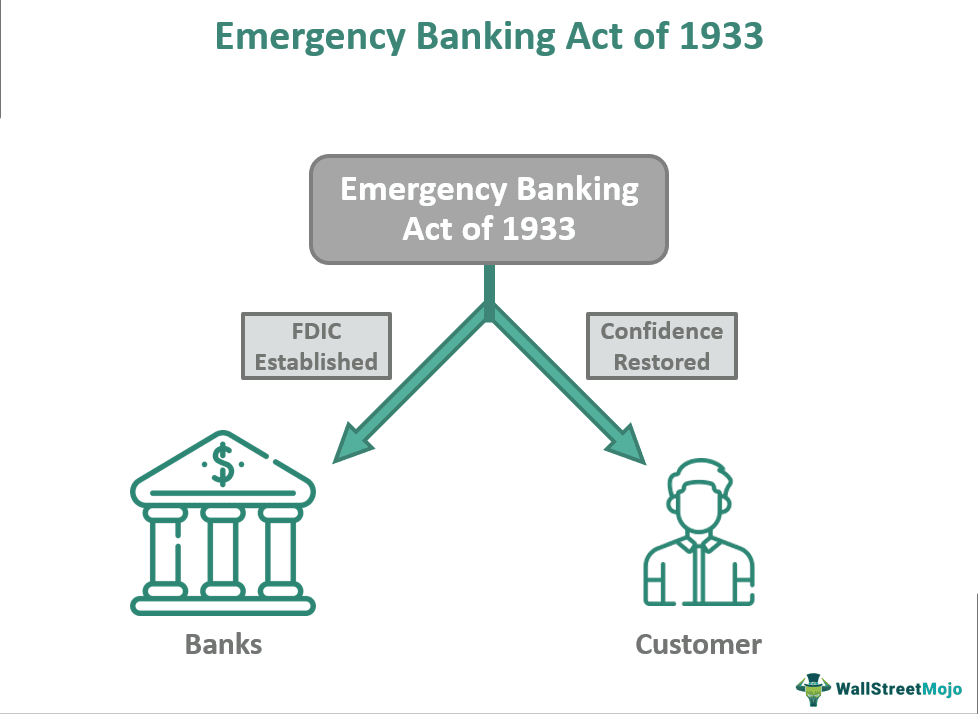 Emergency Banking Act of 1933
Emergency Banking
Act of 1933
FDIC
Established
Confidence
Restored
Banks
Customer
WallStreetMojo